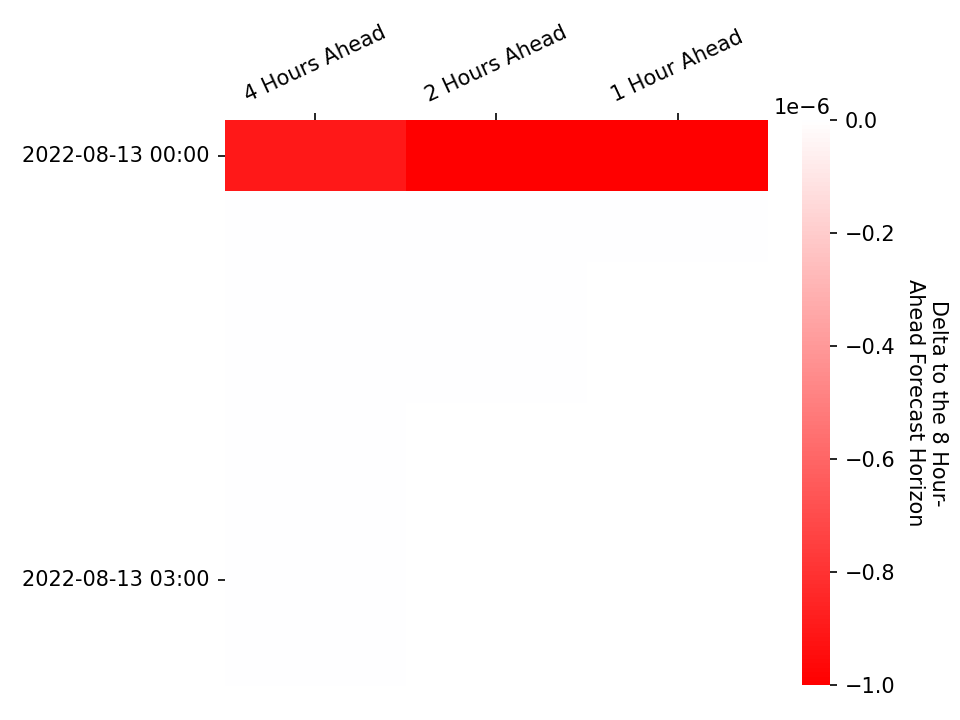 4 Hours Ahead
2 Hours Ahead
1 Hour Ahead
1e−6
0.0
2022-08-13 00:00
−0.2
−0.4
−0.6
2022-08-13 03:00
−0.8
−1.0
Delta to the 8 Hour-
Ahead Forecast Horizon